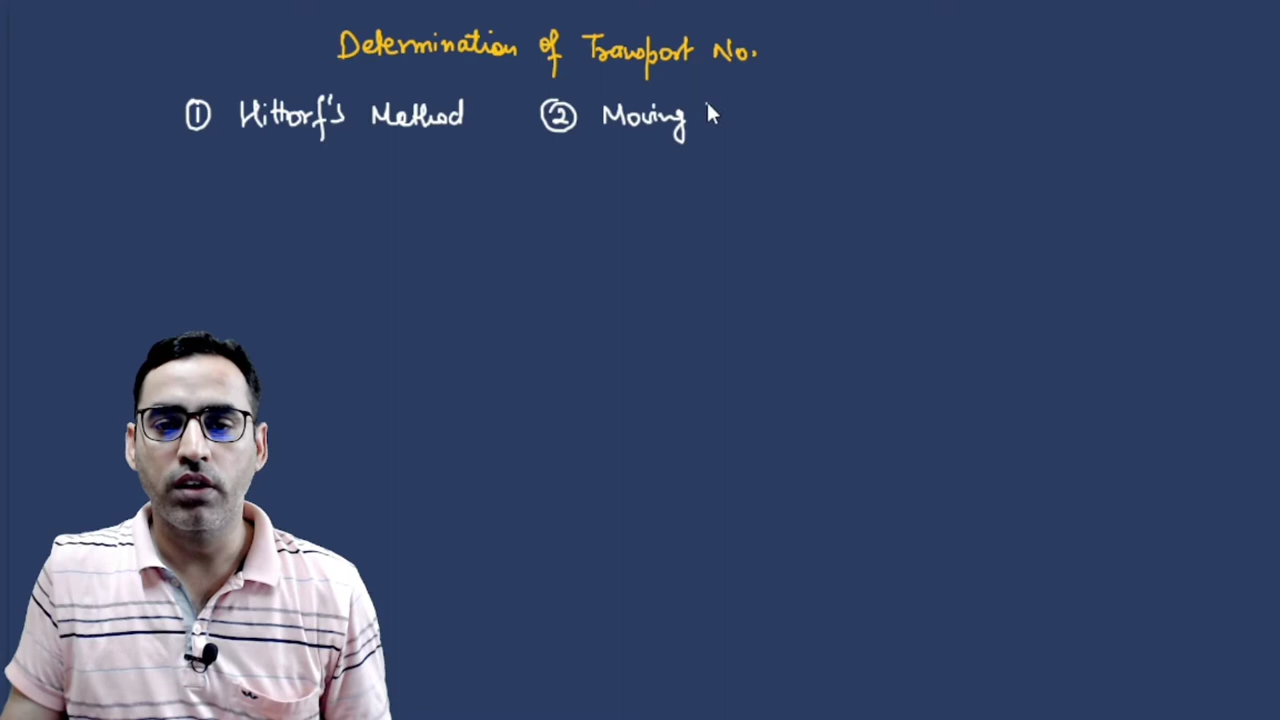 Determination of Transport No.
① Hittorf's Method ② Moving